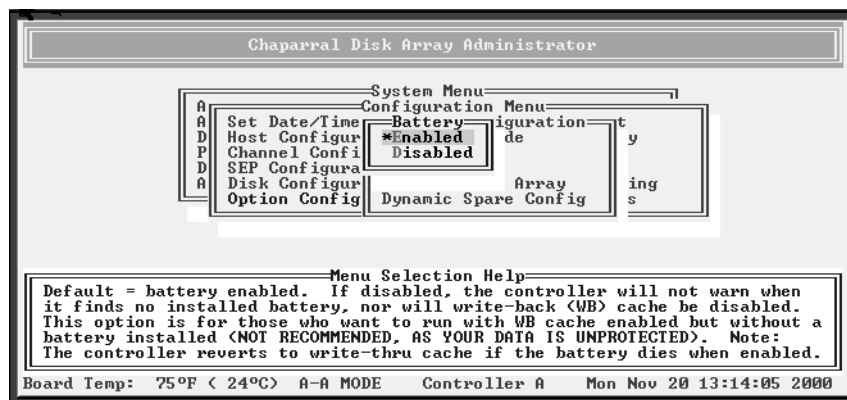 Chaparral Disk Array Administrator
System Menu
A Configuration Menu
A Set Date/Time Battery iguration t
D Host Configur *Enabled de y
P Channel Confi Disabled
D SEP Configura
A Disk Configur Array ing
Option Config Dynamic Spare Config s
Menu Selection Help
Default = battery enabled. If disabled, the controller will not warn when
it finds no installed battery, nor will write-back (WB) cache be disabled.
This option is for those who want to run with WB cache enabled but without a
battery installed (NOT RECOMMENDED, AS YOUR DATA IS UNPROTECTED). Note:
The controller reverts to write-thru cache if the battery dies when enabled.
Board Temp: 75°F ( 24°C) A-A MODE Controller A Mon Nov 20 13:14:05 2000